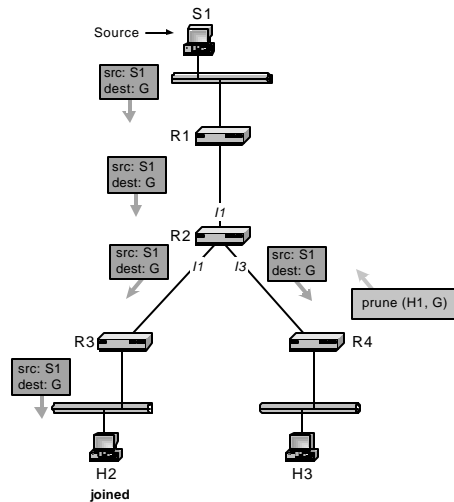 S1
Source
src: S1
dest: G
R1
src: S1
dest: G
I1
R2
src: S1
dest: G
I1
I3
src: S1
dest: G
prune (H1, G)
R3
R4
src: S1
dest: G
H2
H3
joined